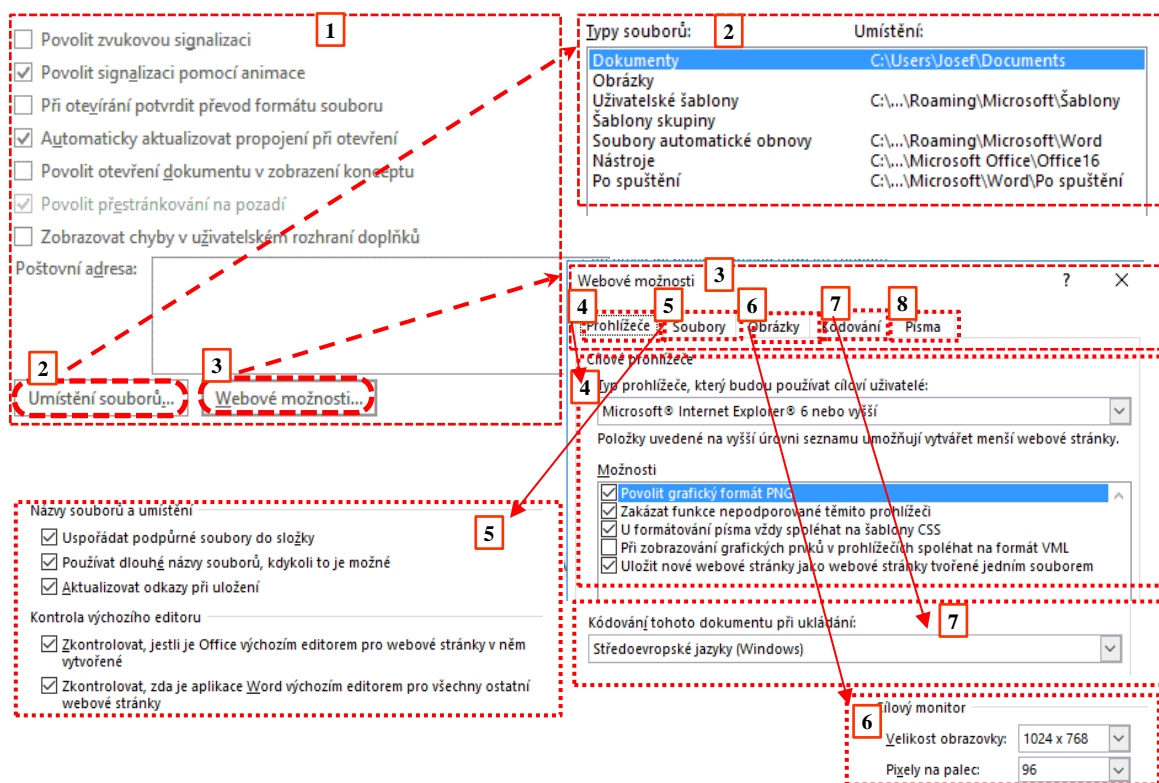 1
Povolit zvukovou signalizaci
Povolit signalizaci pomocí animace
Při otevírání potvrdit převod formátu souboru
Automaticky aktualizovat propojení při otevření
Povolit otevření dokumentu v zobrazení konceptu
Povolit přestránkování na pozadí
Zobrazovat chyby v uživatelském rozhraní doplňků
Poštovní adresa:
2
3
Umístění souborů...
Webové možnosti...
Typy souborů:
2
Umístění:
Dokumenty C:\Users\Josef\Documents
Obrázky
Uživatelské šablony C:\...\Roaming\Microsoft\Šablony
Šablony skupiny
Soubory automatické obnovy C:\...\Roaming\Microsoft\Word
Nástroje C:\...\Microsoft Office\Office16
Po spuštění C:\...\Microsoft\Word\Po spuštění
Webové možnosti
3
?
4
5
6
7
8
Prohlížeče
Soubory
Obrázky
Kódování
Písma
Cílové prohlížeče
4
Typ prohlížeče, který budou používat cíloví uživatelé:
Microsoft® Internet Explorer® 6 nebo vyšší
Položky uvedené na vyšší úrovni seznamu umožňují vytvářet menší webové stránky.
Možnosti
Povolit grafický formát PNG
Zakázat funkce nepodporované těmito prohlížeči
U formátování písma vždy spoléhat na šablony CSS
Při zobrazování grafických prvků v prohlížečích spoléhat na formát VML
Uložit nové webové stránky jako webové stránky tvořené jedním souborem
Názvy souborů a umístění
5
Uspořádat podpůrné soubory do složky
Používat dlouhé názvy souborů, kdykoli to je možné
Aktualizovat odkazy při uložení
Kontrola výchozího editoru
Zkontrolovat, jestli je Office výchozím editorem pro webové stránky v něm
vytvořené
Zkontrolovat, zda je aplikace Word výchozím editorem pro všechny ostatní
webové stránky
Kódování tohoto dokumentu při ukládání:
7
Středoevropské jazyky (Windows)
6
Cílový monitor
Velikost obrazovky: 1024 x 768
Pixely na palec: 96